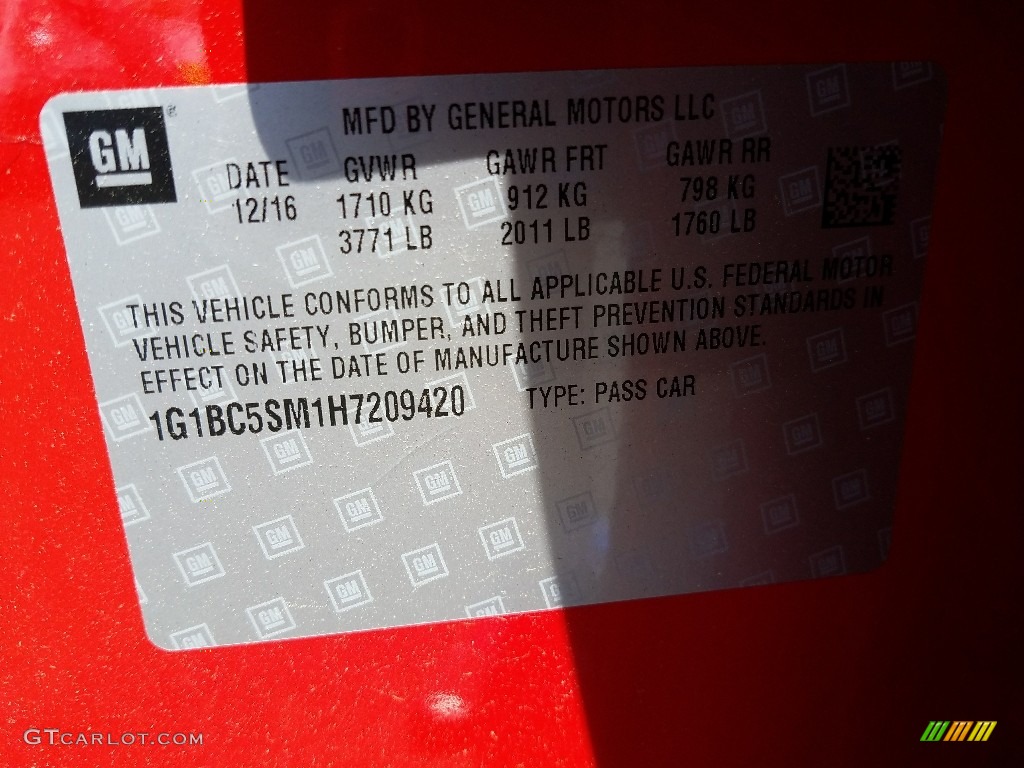 GM ®
MFD BY GENERAL MOTORS LLC
DATE GVWR GAWR FRT GAWR RR
12/16 1710 KG 912 KG 798 KG
3771 LB 2011 LB 1760 LB
THIS VEHICLE CONFORMS TO ALL APPLICABLE U.S. FEDERAL MOTOR
VEHICLE SAFETY, BUMPER, AND THEFT PREVENTION STANDARDS IN
EFFECT ON THE DATE OF MANUFACTURE SHOWN ABOVE.
1G1BC5SM1H7209420 TYPE: PASS CAR
GTCARLOT.COM